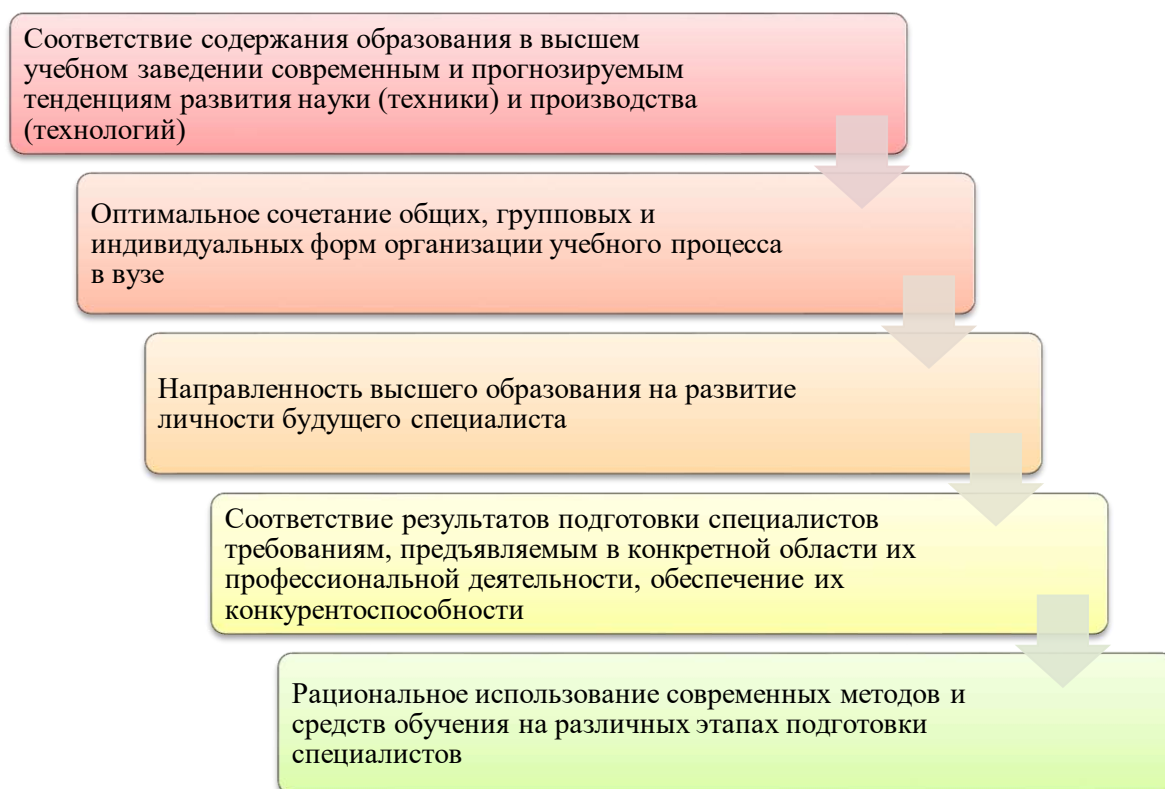 Соответствие содержания образования в высшем
учебном заведении современным и прогнозируемым
тенденциям развития науки (техники) и производства
(технологий)
Оптимальное сочетание общих, групповых и
индивидуальных форм организации учебного процесса
в вузе
Направленность высшего образования на развитие
личности будущего специалиста
Соответствие результатов подготовки специалистов
требованиям, предъявляемым в конкретной области их
профессиональной деятельности, обеспечение их
конкурентоспособности
Рациональное использование современных методов и
средств обучения на различных этапах подготовки
специалистов